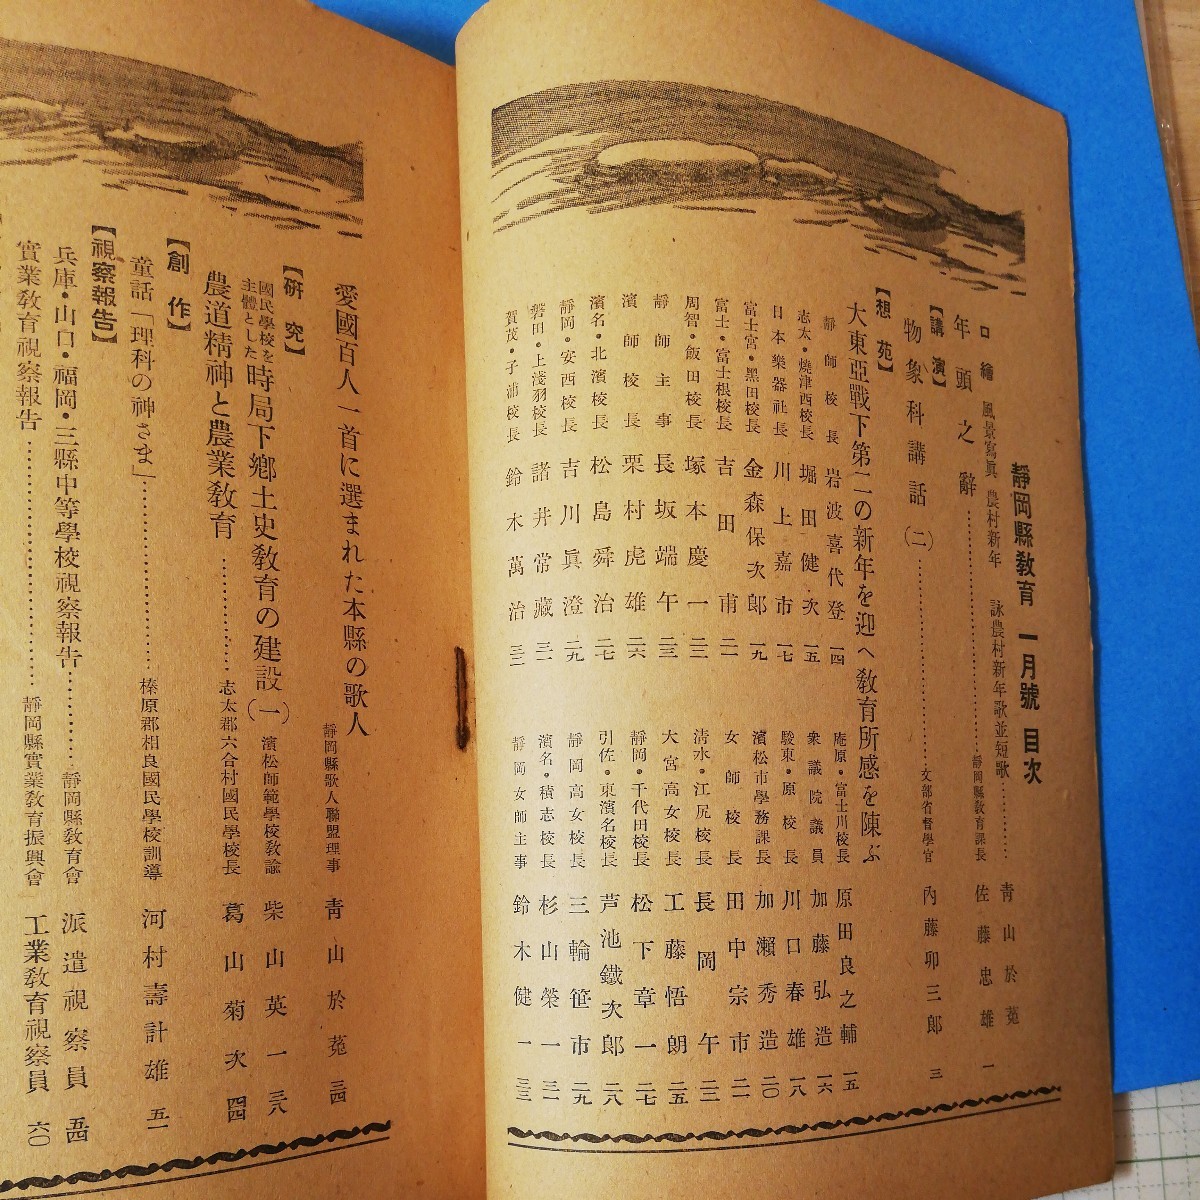 靜岡縣敎育 一月號 目次
口繪 風景寫眞 農村新年 詠農村新年歌並短歌………… 靑山於菟
年頭之辭………………靜岡縣敎育課長 佐藤忠雄 一
【講演】
物象科講話(二)………………文部省督學官 內藤卯三郎 三
【想苑】
大東亞戰下第二の新年を迎へ敎育所感を陳ぶ
靜師校長 岩波喜代登 一四
志太・燒津西校長 堀田健次 一五
日本樂器社長 川上嘉市 一七
富士宮・黑田校長 金森保次郎 一九
富士・富士根校長 吉田甫 二一
周智・飯田校長 塚本慶一 二二
靜師主事 長坂端午 二三
濱師校長 栗村虎雄 二六
濱名・北濱校長 松島舜治 二七
靜岡・安西校長 吉川眞澄 二九
磐田・上淺羽校長 諸井常藏 三一
賀茂・子浦校長 鈴木萬治 三二
庵原・富士川校長 原田良之輔 一五
衆議院議員 加藤弘造 一六
駿東・原校長 川口春雄 一八
濱松市學務課長 加瀨秀造 二〇
女師校長 田中宗市 二一
淸水・江尻校長 長岡午 二三
大宮高女校長 工藤悟朗 二五
靜岡・千代田校長 松下章一 二七
引佐・東濱名校長 芦池鐵次郎 二八
靜岡高女校長 三輪笹市 二九
濱名・積志校長 杉山榮一 三一
靜岡女師主事 鈴木健一 三三
愛國百人一首に選まれた本縣の歌人 靜岡縣歌人聯盟理事 靑山於菟 三四
【硏究】
國民學校を主體とした 時局下鄕土史敎育の建設(一) 濱松師範學校敎諭 柴山英一 三八
農道精神と農業敎育………………志太郡六合村國民學校長 葛山菊次 四四
【創作】
童話「理科の神さま」………………榛原郡相良國民學校訓導 河村壽計雄 五一
【視察報告】
兵庫・山口・福岡・三縣中等學校視察報告…………靜岡縣敎育會 派遣視察員 五四
實業敎育視察報告………………靜岡縣實業敎育振興會 工業敎育視察員 六〇